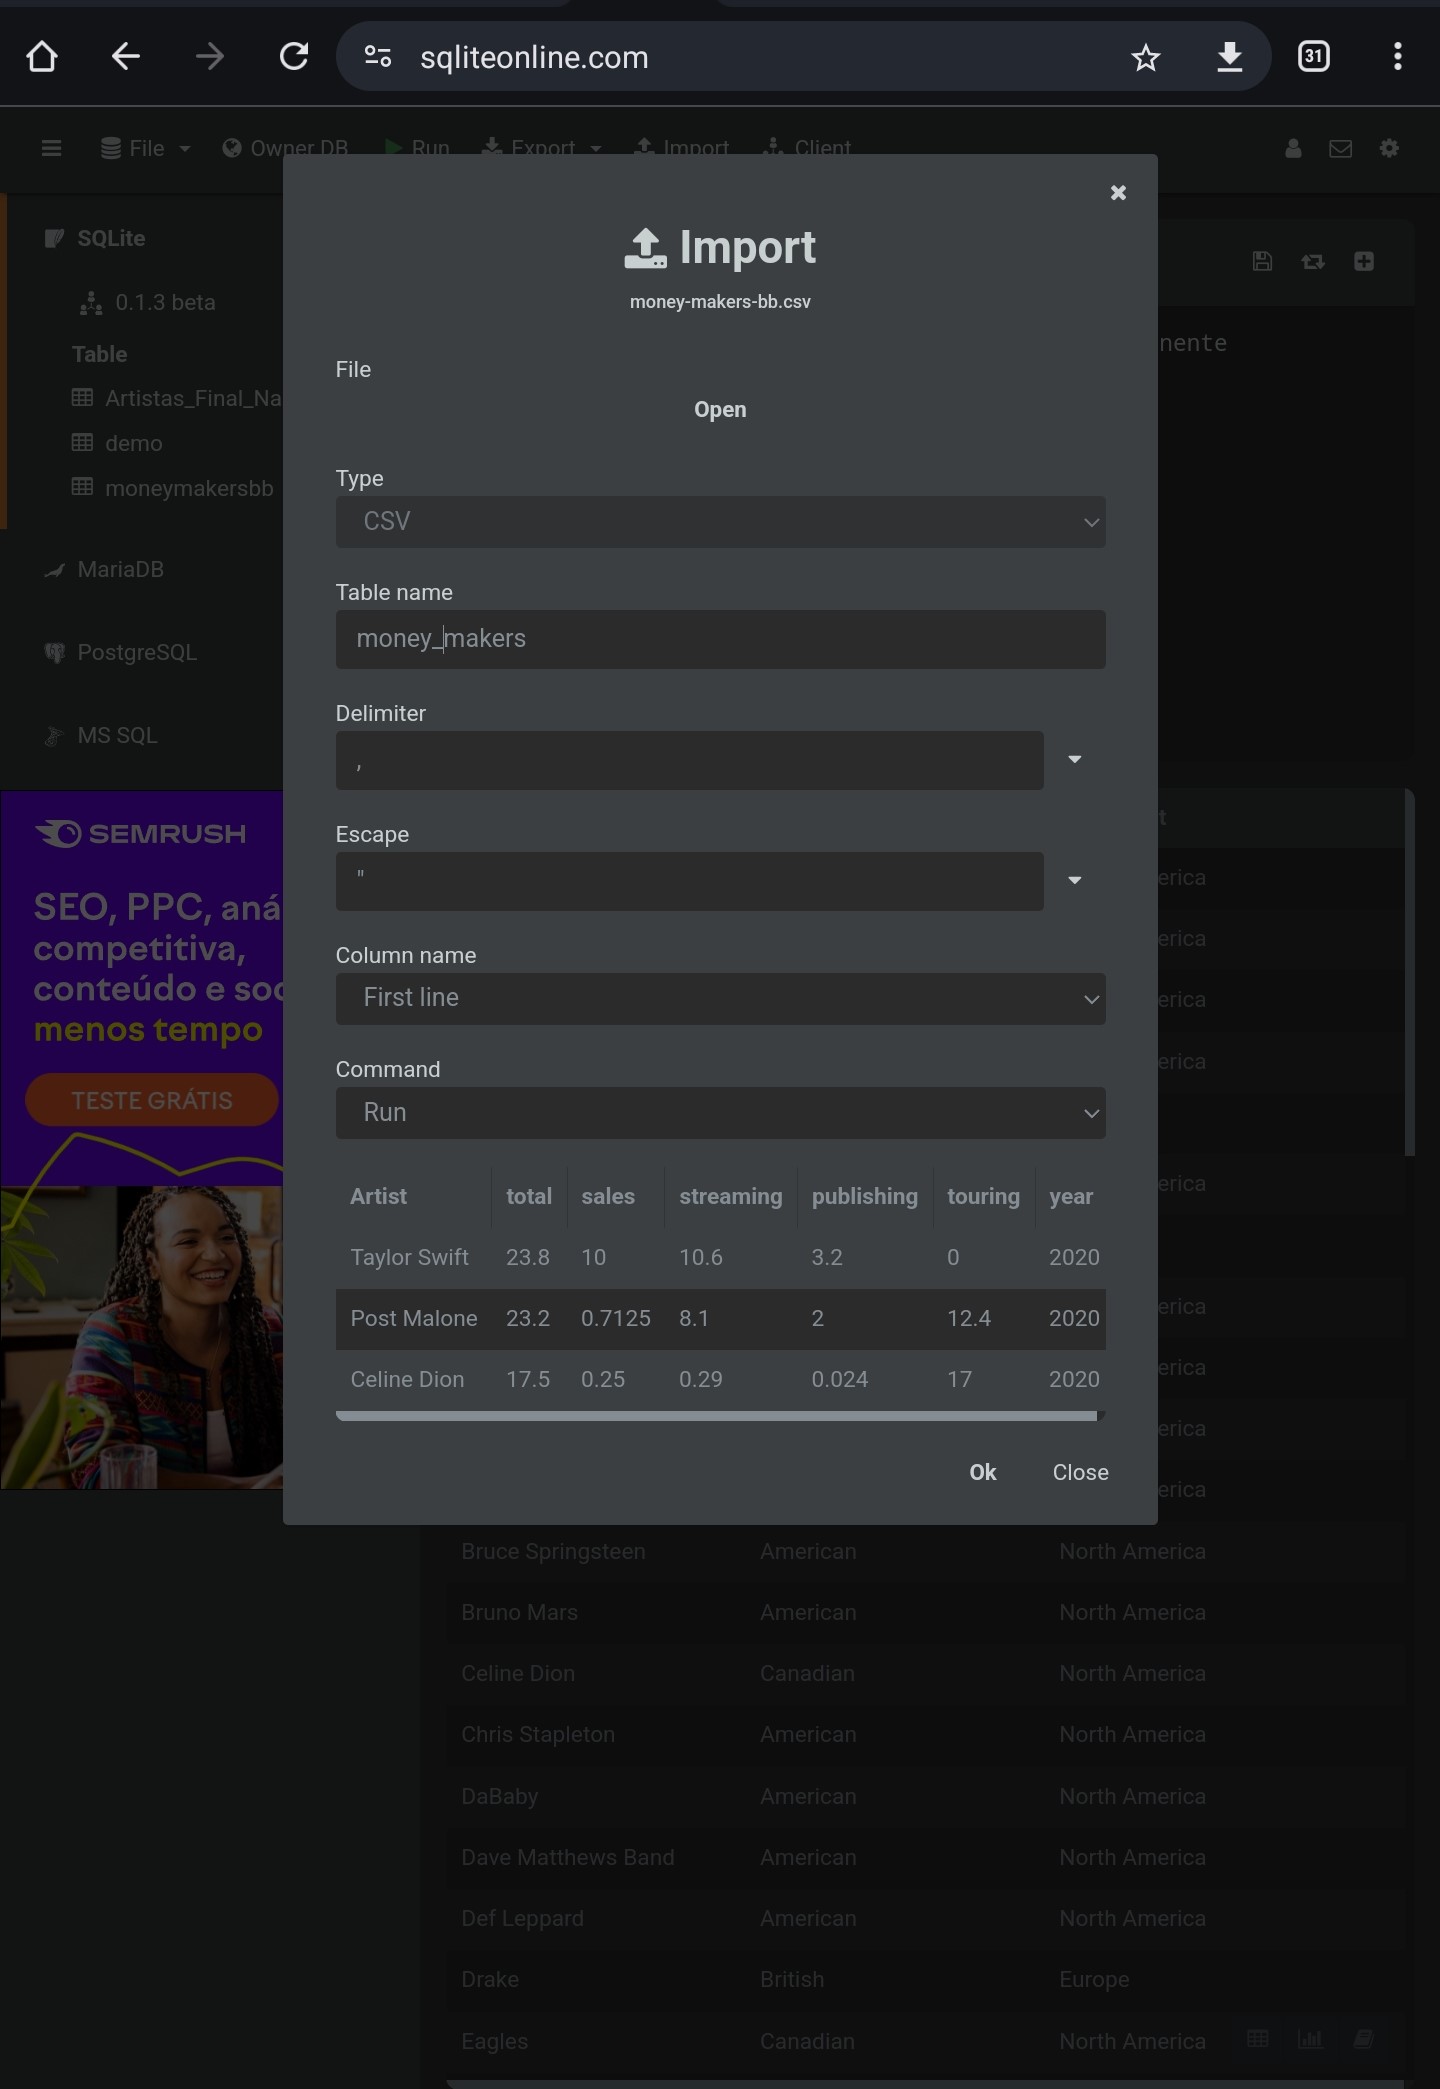 sqliteonline.com
31
File
Owner DB
Run
Export
Import
Client
SQLite
0.1.3 beta
Table
Artistas_Final_Na
demo
moneymakersbb
MariaDB
PostgreSQL
MS SQL
SEMRUSH
SEO, PPC, aná
competitiva,
conteúdo e soc
menos tempo
TESTE GRÁTIS
Import
money-makers-bb.csv
File
Open
Type
CSV
Table name
money_makers
Delimiter
,
Escape
"
Column name
First line
Command
Run
Artist total sales streaming publishing touring year
Taylor Swift 23.8 10 10.6 3.2 0 2020
Post Malone 23.2 0.7125 8.1 2 12.4 2020
Celine Dion 17.5 0.25 0.29 0.024 17 2020
Ok Close
nente
t
erica
erica
erica
erica
erica
erica
erica
erica
erica
Bruce Springsteen American North America
Bruno Mars American North America
Celine Dion Canadian North America
Chris Stapleton American North America
DaBaby American North America
Dave Matthews Band American North America
Def Leppard American North America
Drake British Europe
Eagles Canadian North America